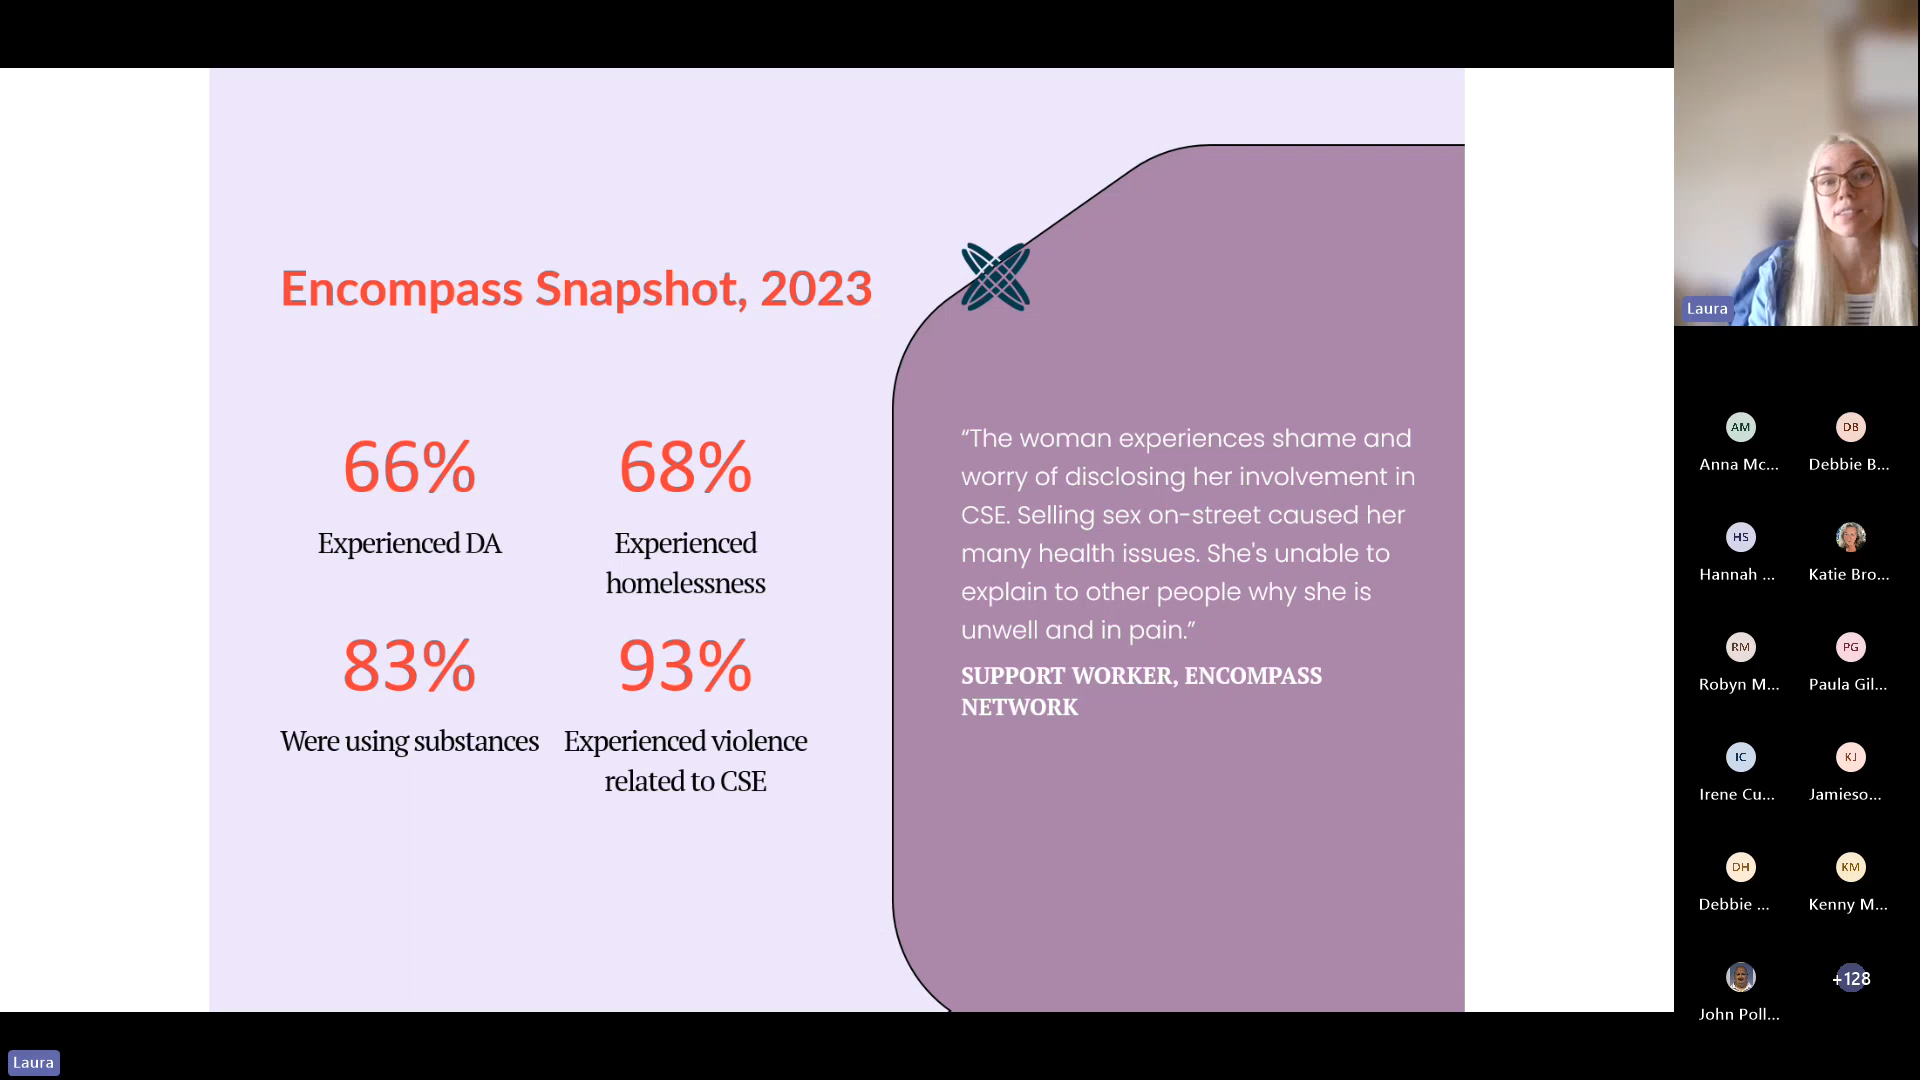 Encompass Snapshot, 2023
66%
Experienced DA
68%
Experienced
homelessness
83%
Were using substances
93%
Experienced violence
related to CSE
“The woman experiences shame and
worry of disclosing her involvement in
CSE. Selling sex on-street caused her
many health issues. She's unable to
explain to other people why she is
unwell and in pain.”
SUPPORT WORKER, ENCOMPASS
NETWORK
Laura
AM
Anna Mc...
DB
Debbie B...
HS
Hannah ...
Katie Bro...
RM
Robyn M...
PG
Paula Gil...
IC
Irene Cu...
KJ
Jamieso...
DH
Debbie ...
KM
Kenny M...
John Poll...
+128
Laura